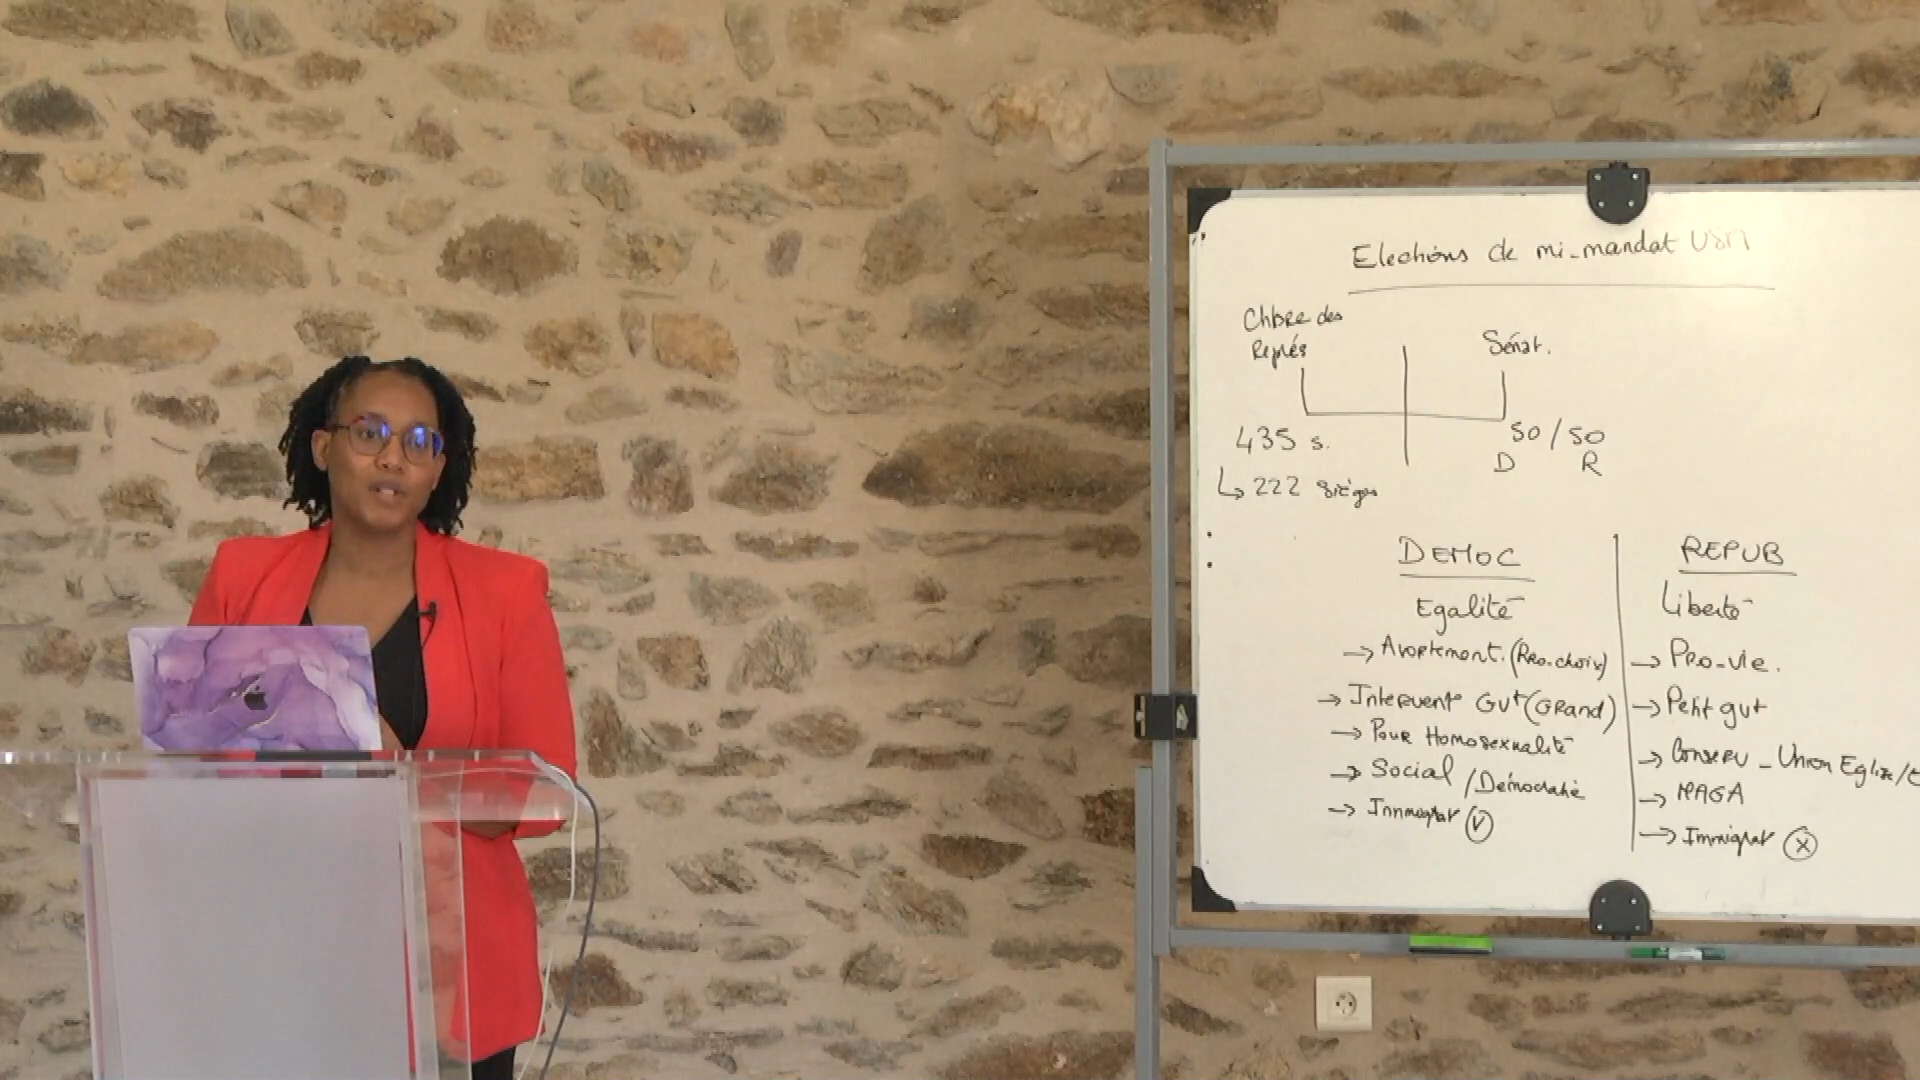 Elections de mi-mandat USA
Chbre des
Représ
Sénat.
435 s.
50 / 50
D R
↳ 222 sièges
DEMOC
Egalité
→ Avortement. (Pro-choix)
→ Intervent° Gvt (Grand)
→ Pour Homosexualité
→ Social / Démocratie
→ Immigrat° (V)
REPUB
Liberté
→ Pro-vie.
→ Petit gvt
→ Conserv - Union Eglise/E
→ MAGA
→ Immigrat° (X)